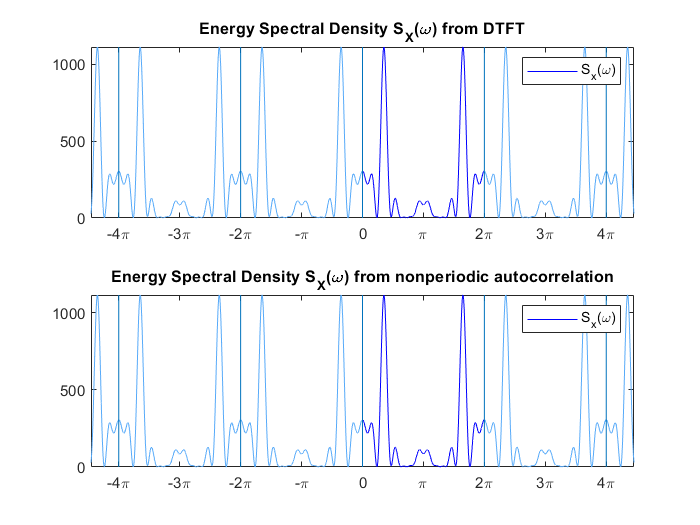 Energy Spectral Density S_X(ω) from DTFT
1000
S_x(ω)
500
0
-4π -3π -2π -π 0 π 2π 3π 4π
Energy Spectral Density S_X(ω) from nonperiodic autocorrelation
1000
S_x(ω)
500
0
-4π -3π -2π -π 0 π 2π 3π 4π